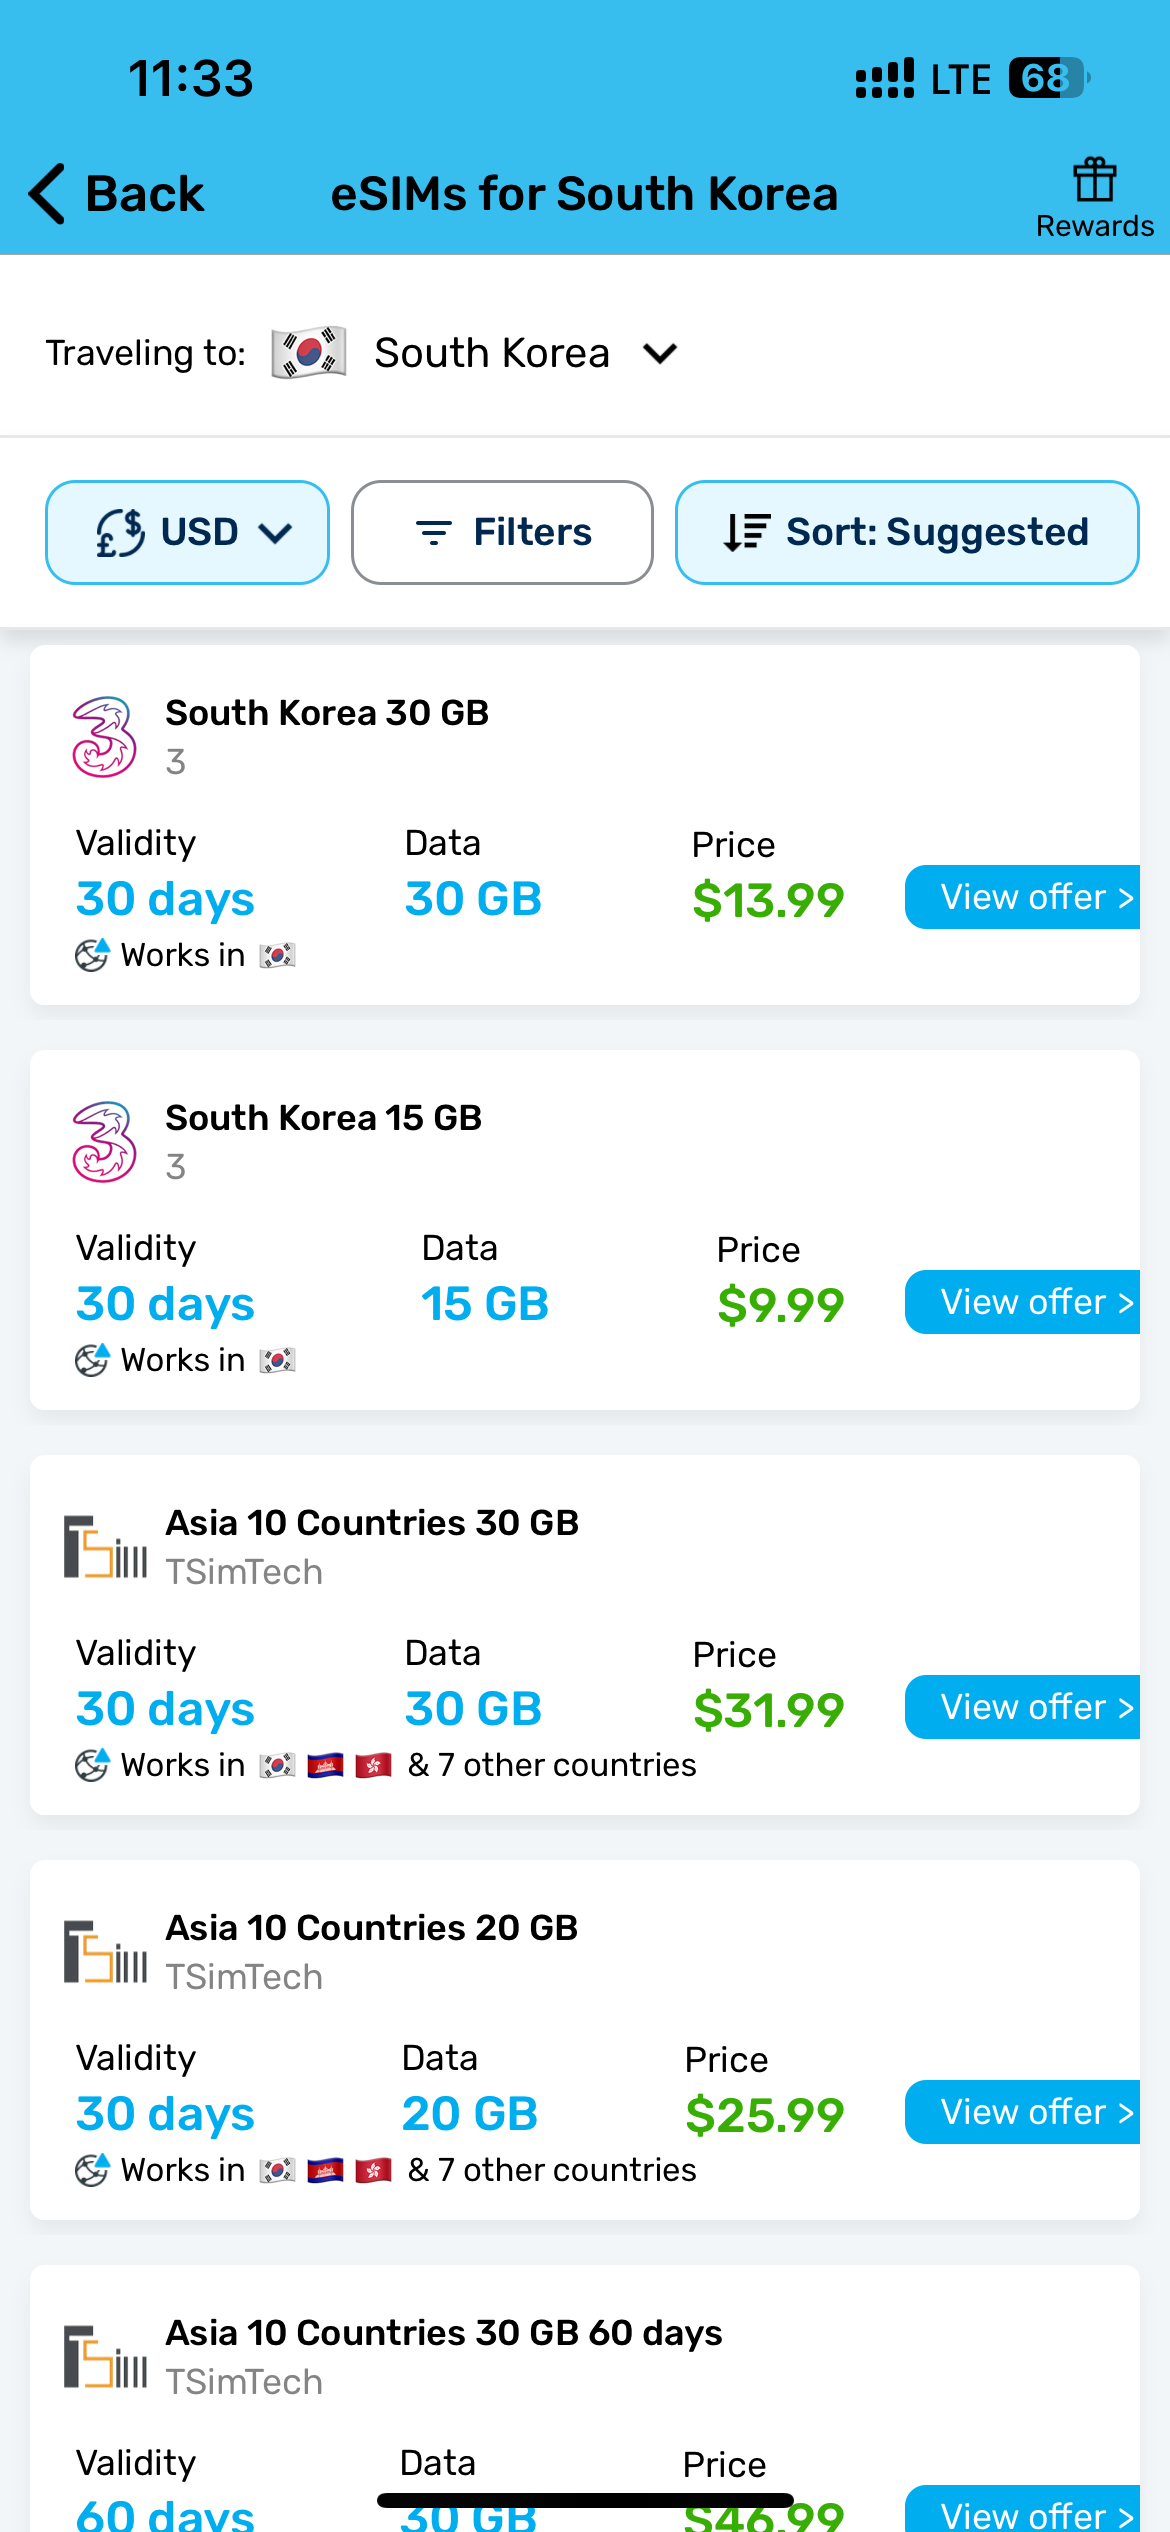 11:33 LTE 68
Back eSIMs for South Korea Rewards
Traveling to: South Korea
USD Filters Sort: Suggested
South Korea 30 GB
3
Validity Data Price
30 days 30 GB $13.99 View offer >
Works in
South Korea 15 GB
3
Validity Data Price
30 days 15 GB $9.99 View offer >
Works in
TSim Asia 10 Countries 30 GB
TSimTech
Validity Data Price
30 days 30 GB $31.99 View offer >
Works in & 7 other countries
TSim Asia 10 Countries 20 GB
TSimTech
Validity Data Price
30 days 20 GB $25.99 View offer >
Works in & 7 other countries
TSim Asia 10 Countries 30 GB 60 days
TSimTech
Validity Data Price
60 days 30 GB $46.99 View offer >